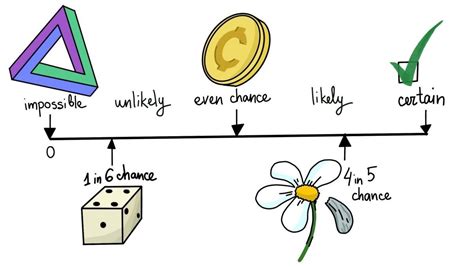 impossible
unlikely
even chance
likely
certain
0
1 in 6 chance
4 in 5
chance